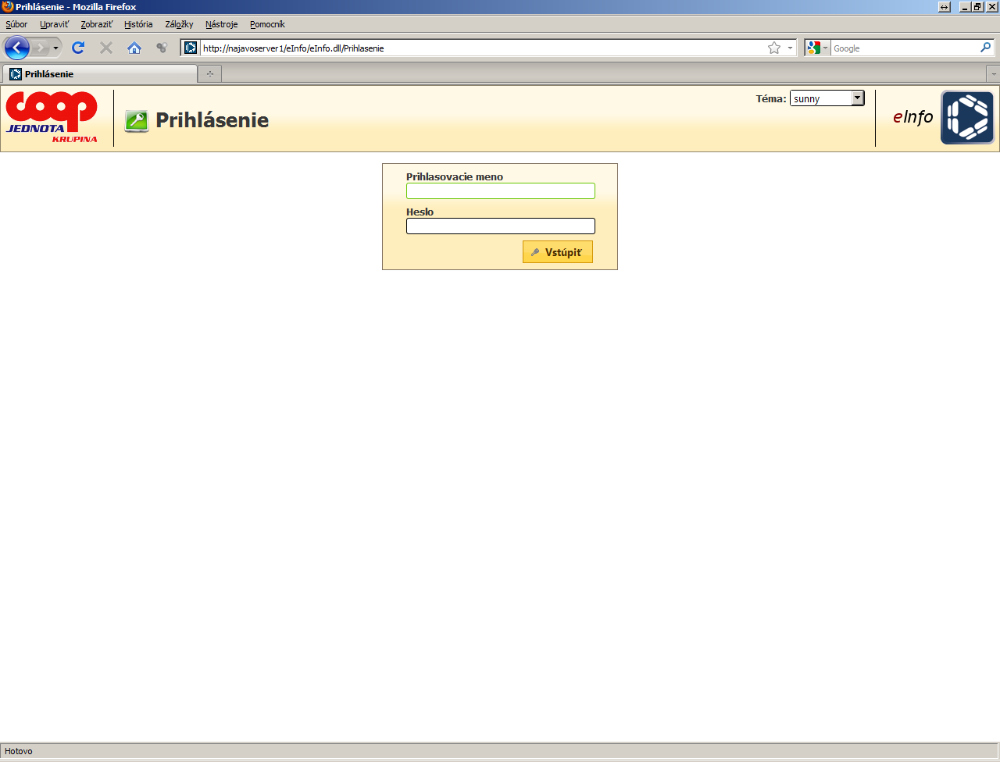 Prihlásenie - Mozilla Firefox
Súbor Upraviť Zobraziť História Záložky Nástroje Pomocník
http://najavoserver1/eInfo/eInfo.dll/Prihlasenie
Google
Prihlásenie
coop
JEDNOTA
KRUPINA
Prihlásenie
Téma: sunny
eInfo
Prihlasovacie meno
Heslo
Vstúpiť
Hotovo